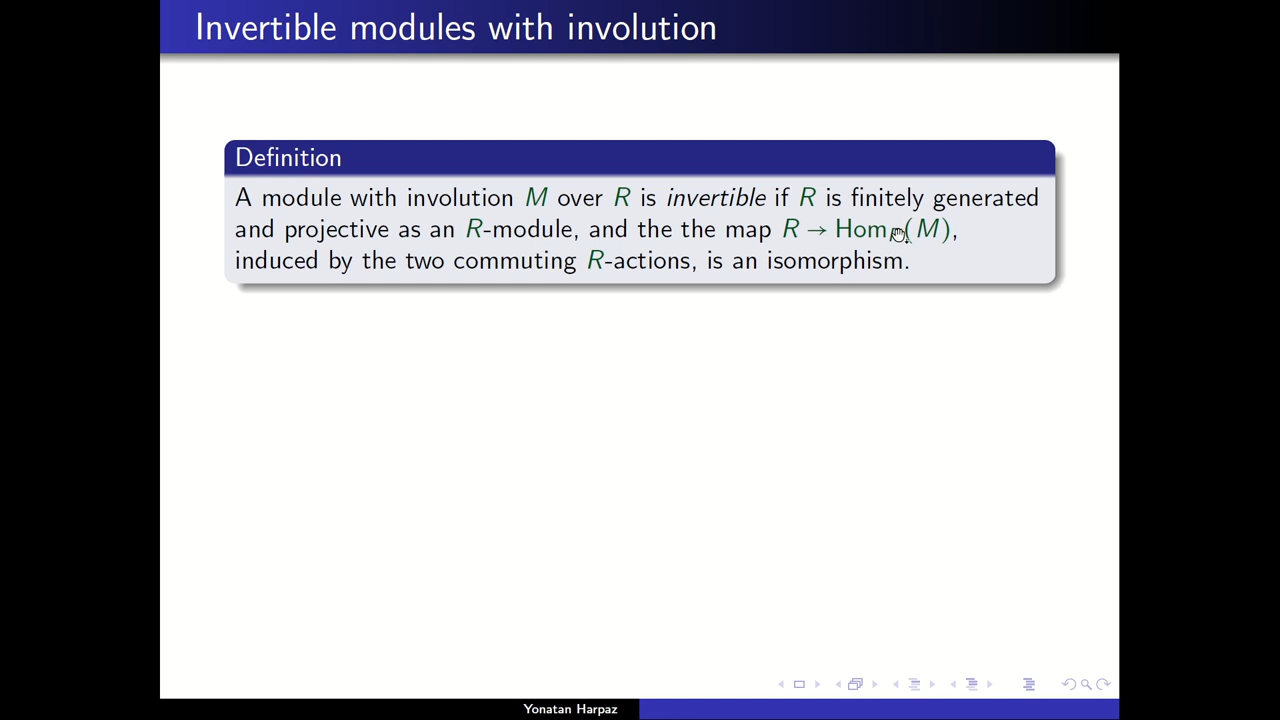 Invertible modules with involution
Definition
A module with involution M over R is invertible if R is finitely generated
and projective as an R-module, and the the map R → Hom (M),
induced by the two commuting R-actions, is an isomorphism.
Yonatan Harpaz